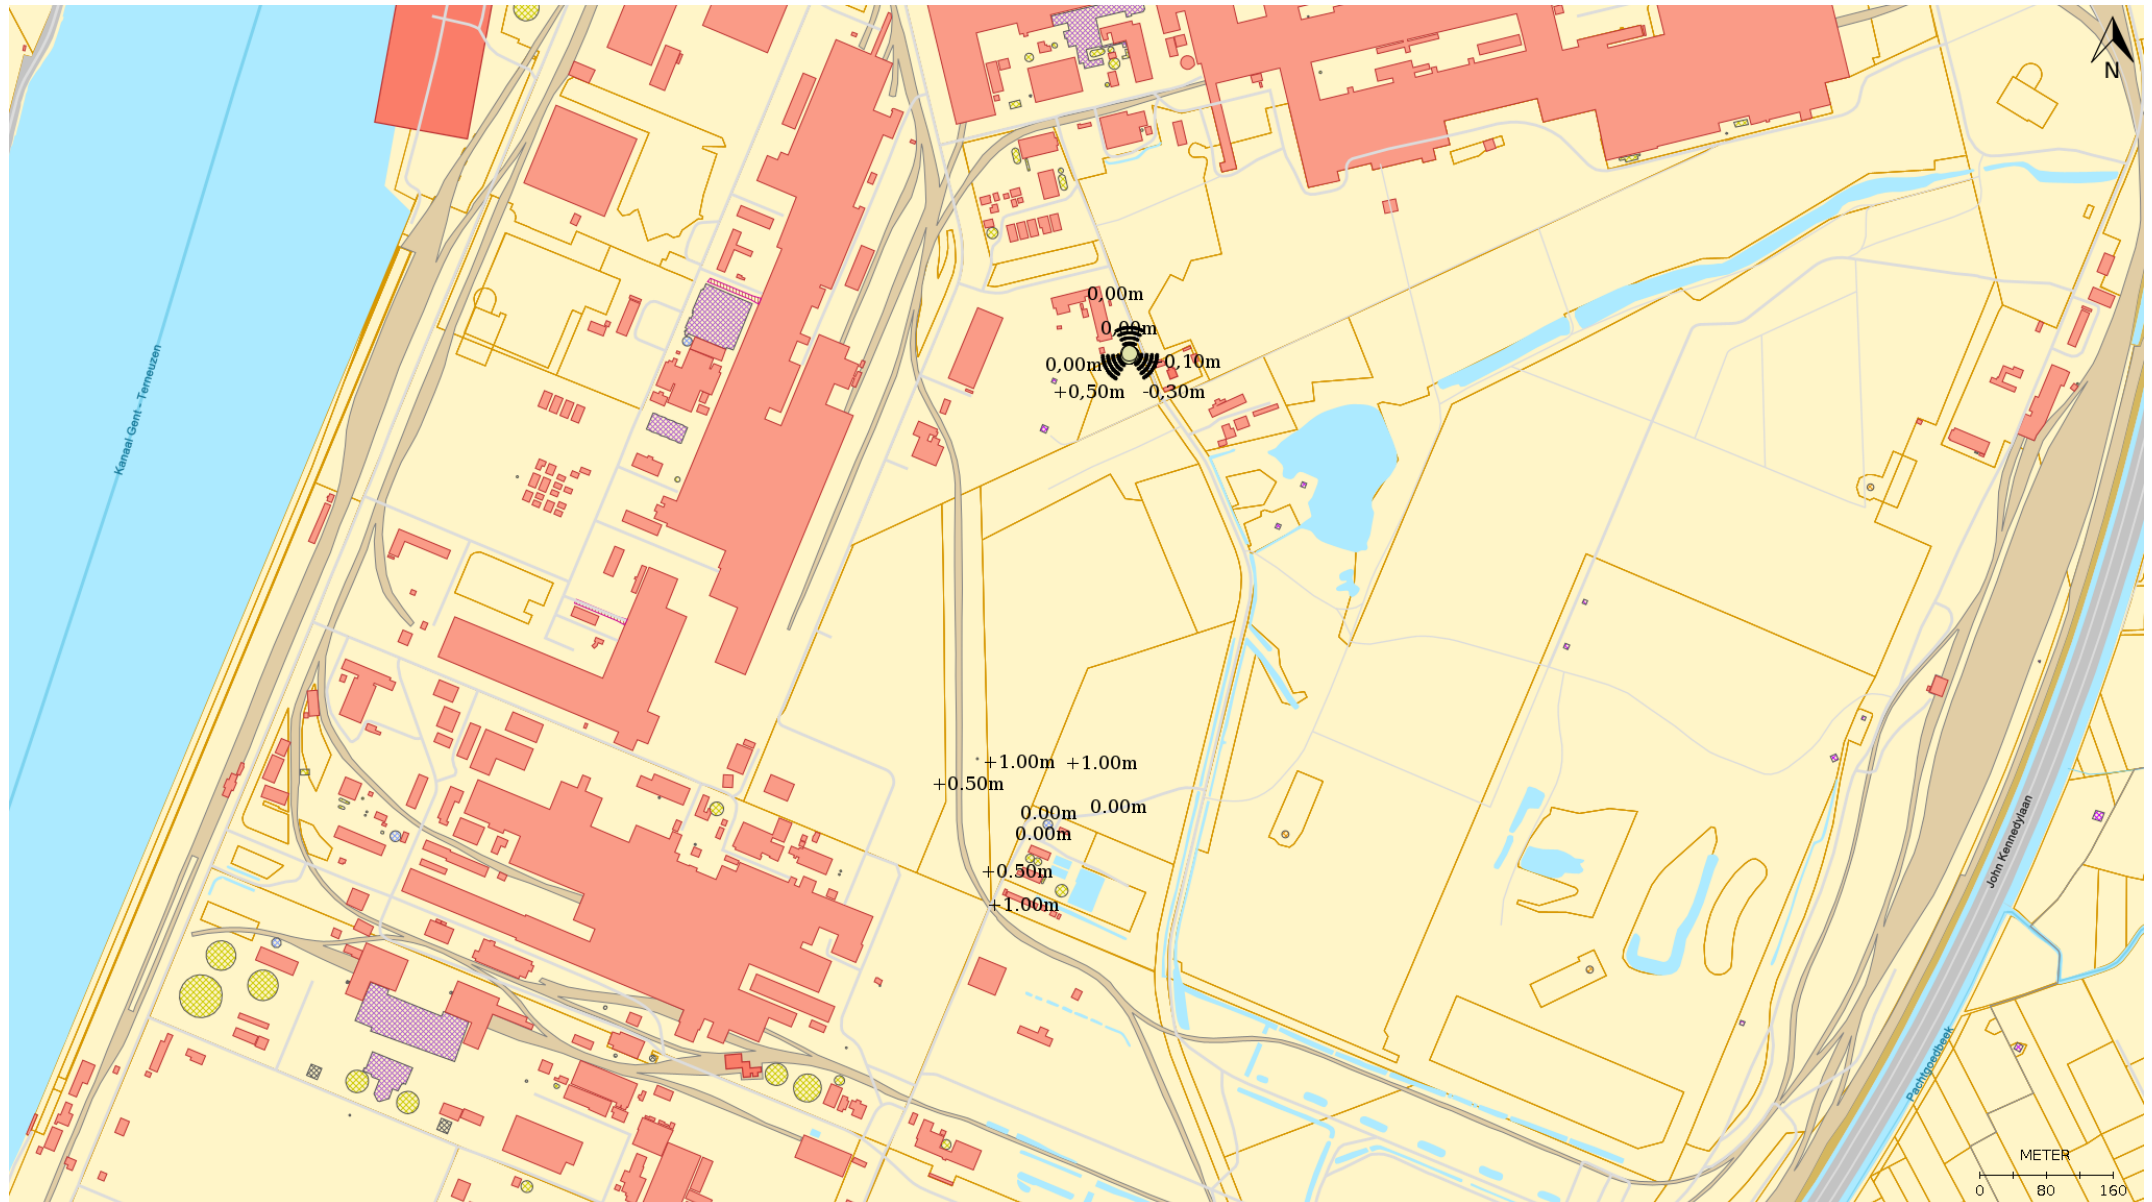 N
0,00m
0,00m
0,00m
0,10m
+0,50m
-0,30m
Kanaal Gent - Terneuzen
+1.00m
+1.00m
+0.50m
0.00m
0.00m
0.00m
+0.50m
+1.00m
John Kennedylaan
Pachtgoedbeek
METER
0 80 160